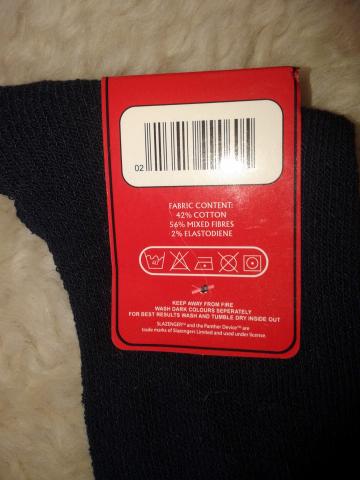 02
FABRIC CONTENT:
42% COTTON
56% MIXED FIBRES
2% ELASTODIENE
KEEP AWAY FROM FIRE
WASH DARK COLOURS SEPERATELY
FOR BEST RESULTS WASH AND TUMBLE DRY INSIDE OUT
SLAZENGER™ and the Panther Device™ are
trade marks of Slazengers Limited and used under license.